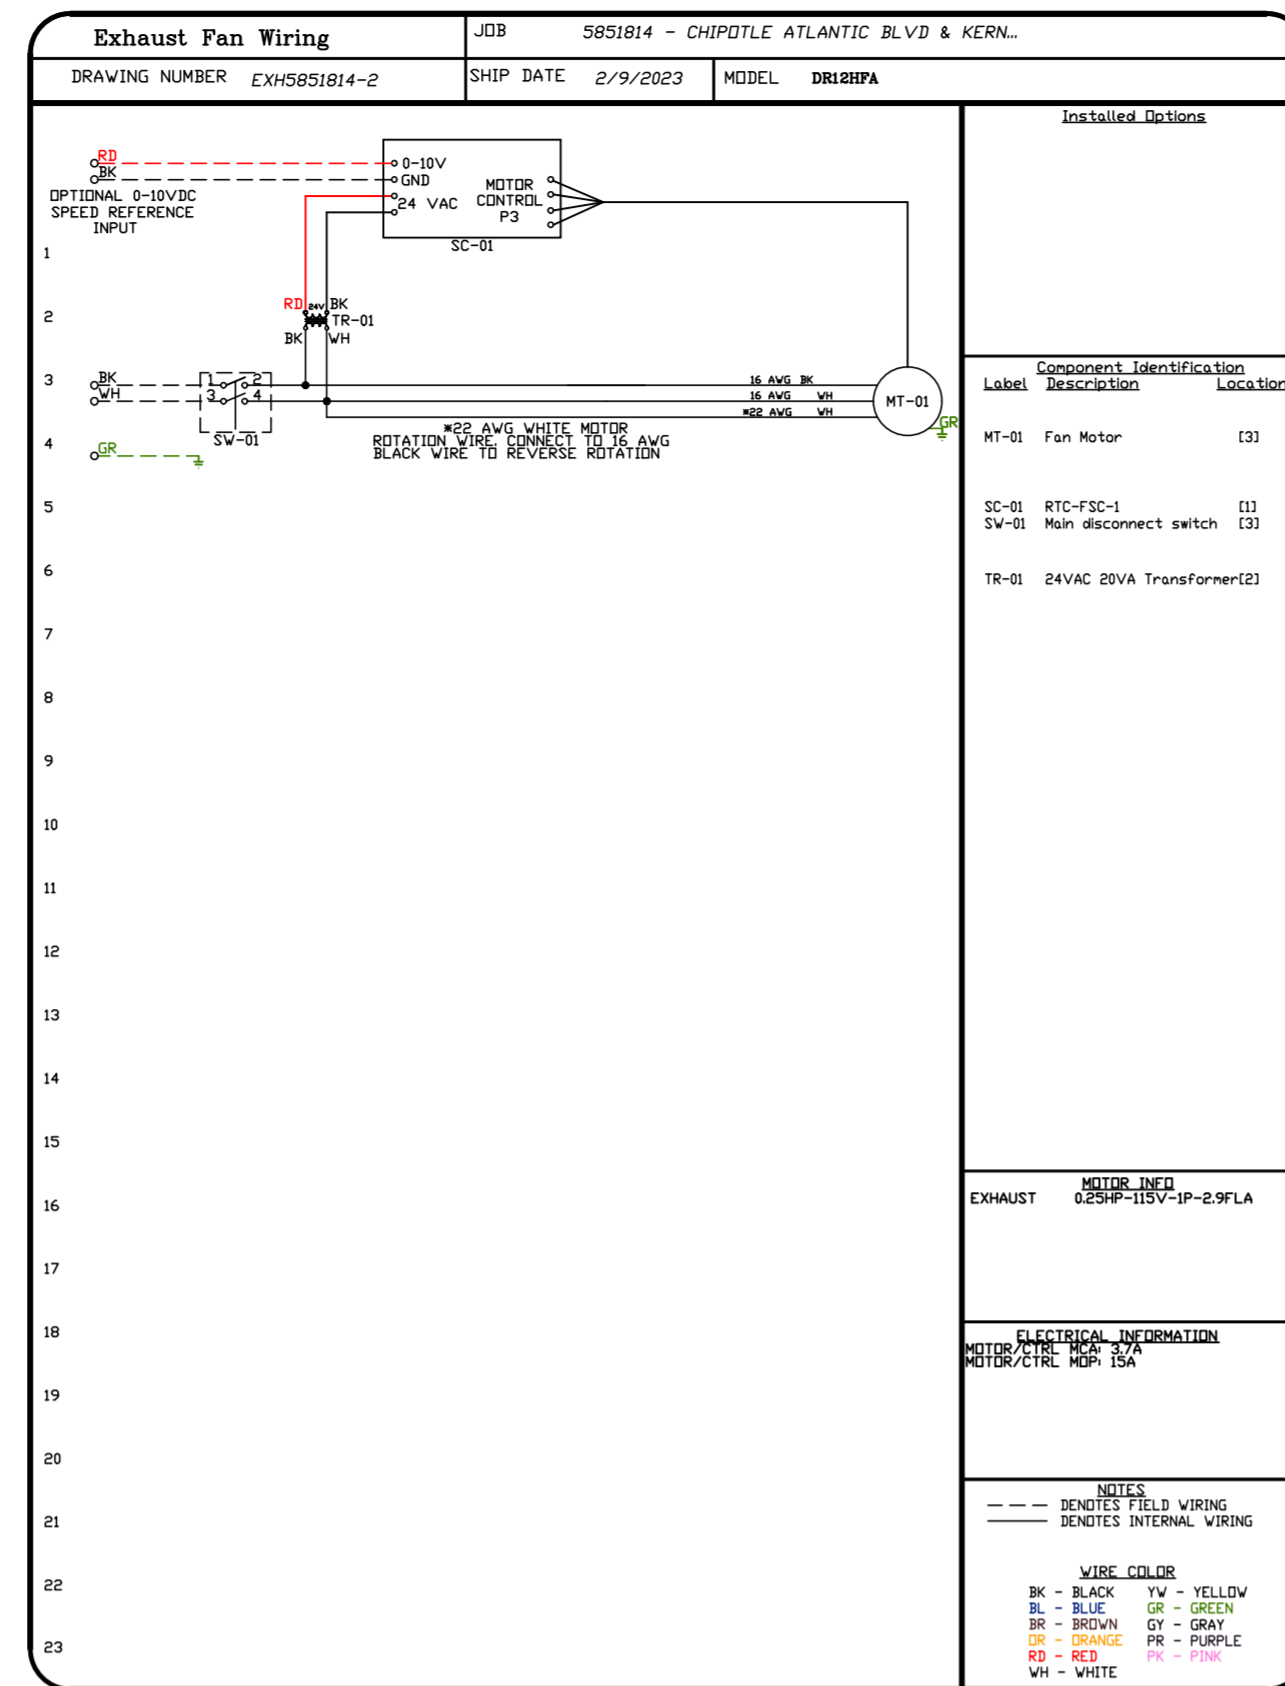 Exhaust Fan Wiring
JOB 5851814 - CHIPOTLE ATLANTIC BLVD & KERN...
DRAWING NUMBER EXH5851814-2
SHIP DATE 2/9/2023
MODEL DR12HFA
RD
BK
OPTIONAL 0-10VDC
SPEED REFERENCE
INPUT
0-10V
GND
24 VAC
MOTOR
CONTROL
P3
SC-01
RD 24V BK
TR-01
BK WH
BK
WH
1 2
3 4
SW-01
GR
16 AWG BK
16 AWG WH
*22 AWG WH
MT-01
GR
*22 AWG WHITE MOTOR
ROTATION WIRE. CONNECT TO 16 AWG
BLACK WIRE TO REVERSE ROTATION
1
2
3
4
5
6
7
8
9
10
11
12
13
14
15
16
17
18
19
20
21
22
23
Installed Options
Component Identification
Label Description Location
MT-01 Fan Motor [3]
SC-01 RTC-FSC-1 [1]
SW-01 Main disconnect switch [3]
TR-01 24VAC 20VA Transformer[2]
MOTOR INFO
EXHAUST 0.25HP-115V-1P-2.9FLA
ELECTRICAL INFORMATION
MOTOR/CTRL MCA: 3.7A
MOTOR/CTRL MOP: 15A
NOTES
DENOTES FIELD WIRING
DENOTES INTERNAL WIRING
WIRE COLOR
BK - BLACK YW - YELLOW
BL - BLUE GR - GREEN
BR - BROWN GY - GRAY
OR - ORANGE PR - PURPLE
RD - RED PK - PINK
WH - WHITE